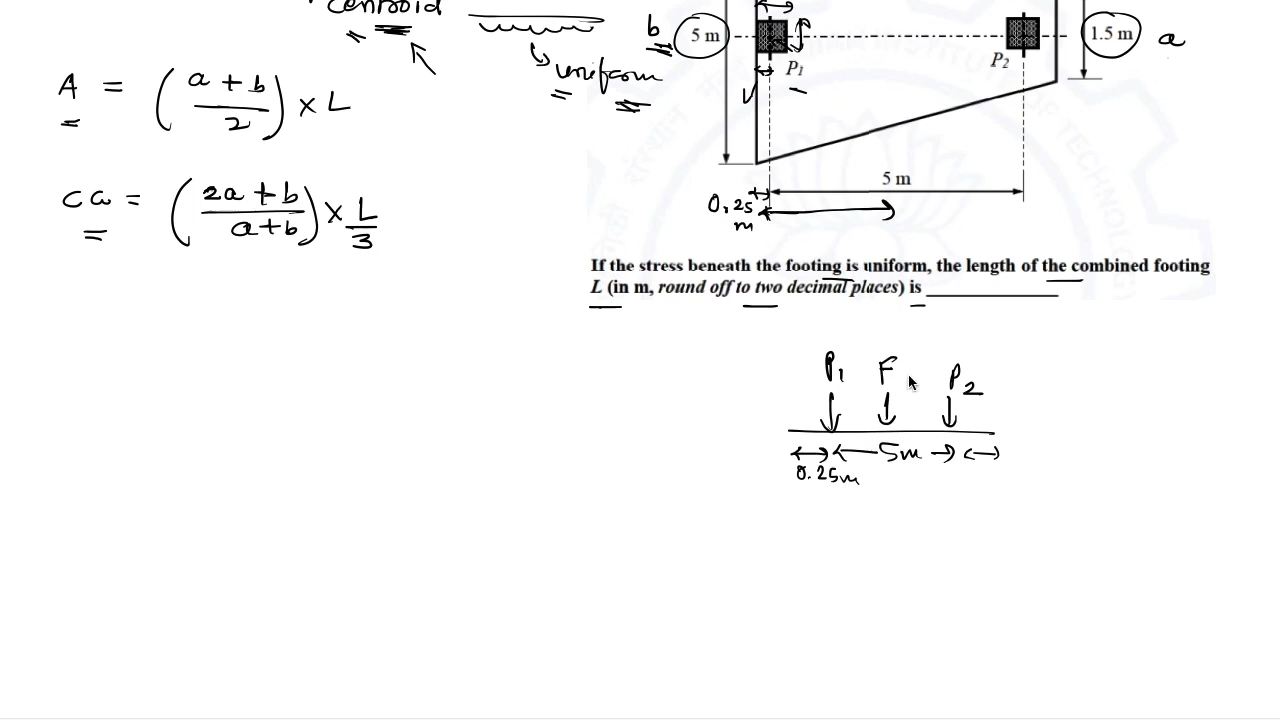 centroid
b 5 m
1.5 m a
P₂
P₁
uniform
A = (a + b / 2) × L
CG = (2a + b / a+b) × L/3
5 m
0.25
m
If the stress beneath the footing is uniform, the length of the combined footing
L (in m, round off to two decimal places) is ____________
P₁ F P₂
5m
0.25m